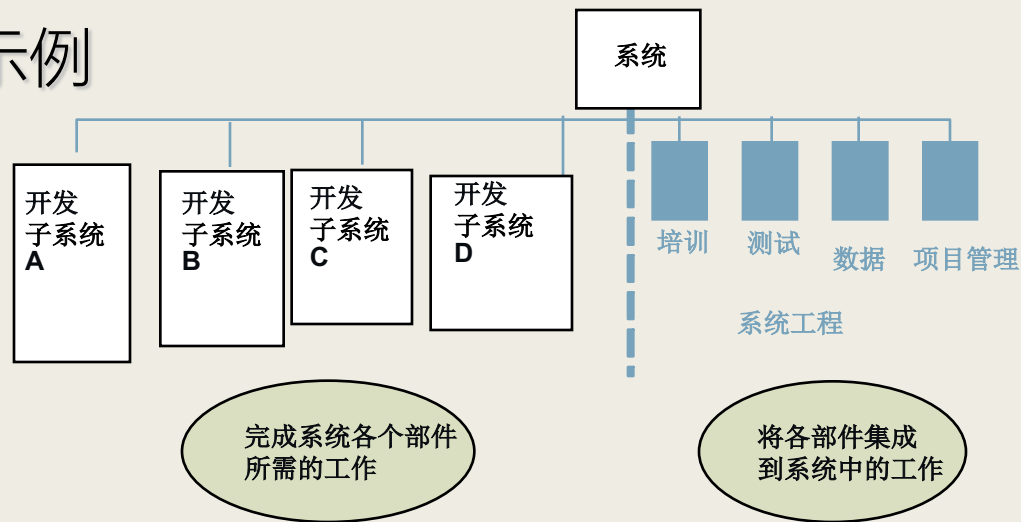 示例
系统
开发
子系统
A
开发
子系统
B
开发
子系统
C
开发
子系统
D
培训
测试
数据
项目管理
系统工程
完成系统各个部件
所需的工作
将各部件集成
到系统中的工作